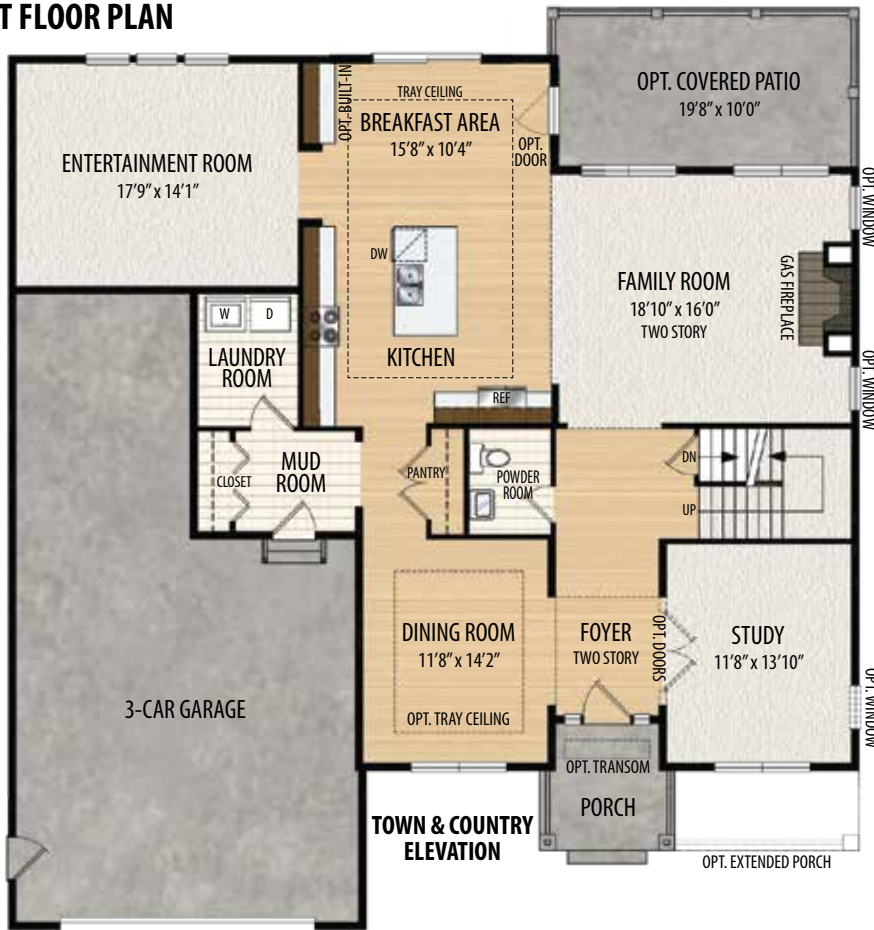 T FLOOR PLAN
OPT. COVERED PATIO
19'8" x 10'0"
OPT. BUILT-IN
TRAY CEILING
BREAKFAST AREA
15'8" x 10'4"
OPT.
DOOR
ENTERTAINMENT ROOM
17'9" x 14'1"
OPT. WINDOW
DW
FAMILY ROOM
18'10" x 16'0"
TWO STORY
GAS FIREPLACE
W
D
LAUNDRY
ROOM
KITCHEN
OPT. WINDOW
REF
CLOSET
MUD
ROOM
PANTRY
POWDER
ROOM
DN
UP
DINING ROOM
11'8" x 14'2"
OPT. TRAY CEILING
FOYER
TWO STORY
OPT. DOORS
STUDY
11'8" x 13'10"
OPT. WINDOW
3-CAR GARAGE
OPT. TRANSOM
PORCH
TOWN & COUNTRY
ELEVATION
OPT. EXTENDED PORCH